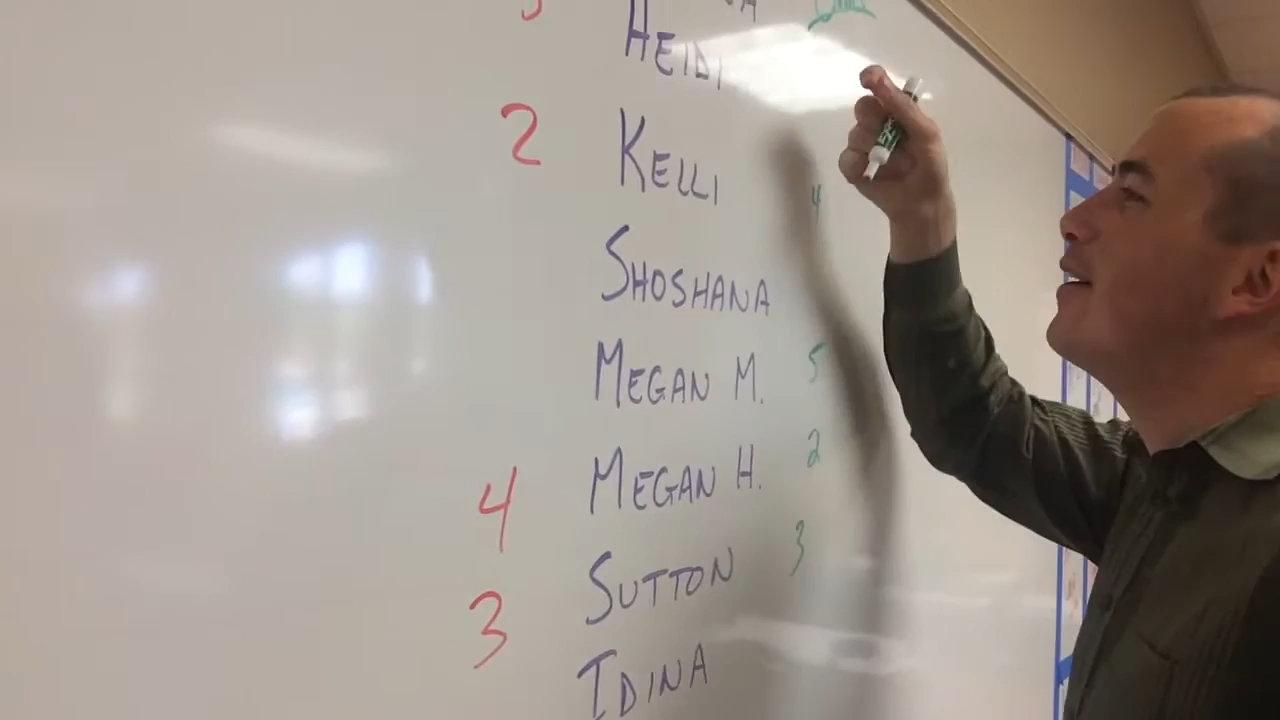 HEIDI
2 KELLI 4
SHOSHANA
MEGAN M. 5
4 MEGAN H. 2
3 SUTTON 3
IDINA